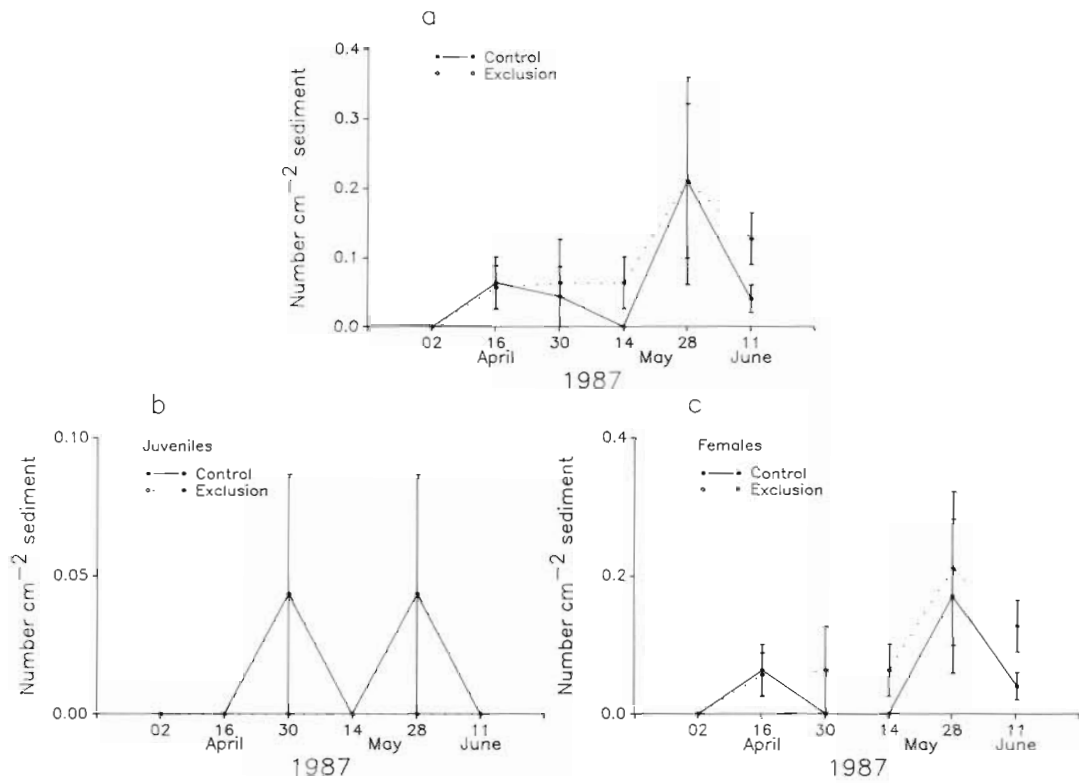 a
0.4
0.3
0.2
0.1
0.0
Number cm⁻² sediment
Control
Exclusion
02 16 30 14 28 11
April May June
1987
b
0.10
0.05
0.00
Number cm⁻² sediment
Juveniles
Control
Exclusion
02 16 30 14 28 11
April May June
1987
c
0.4
0.2
0.0
Number cm⁻² sediment
Females
Control
Exclusion
02 16 30 14 28 11
April May June
1987